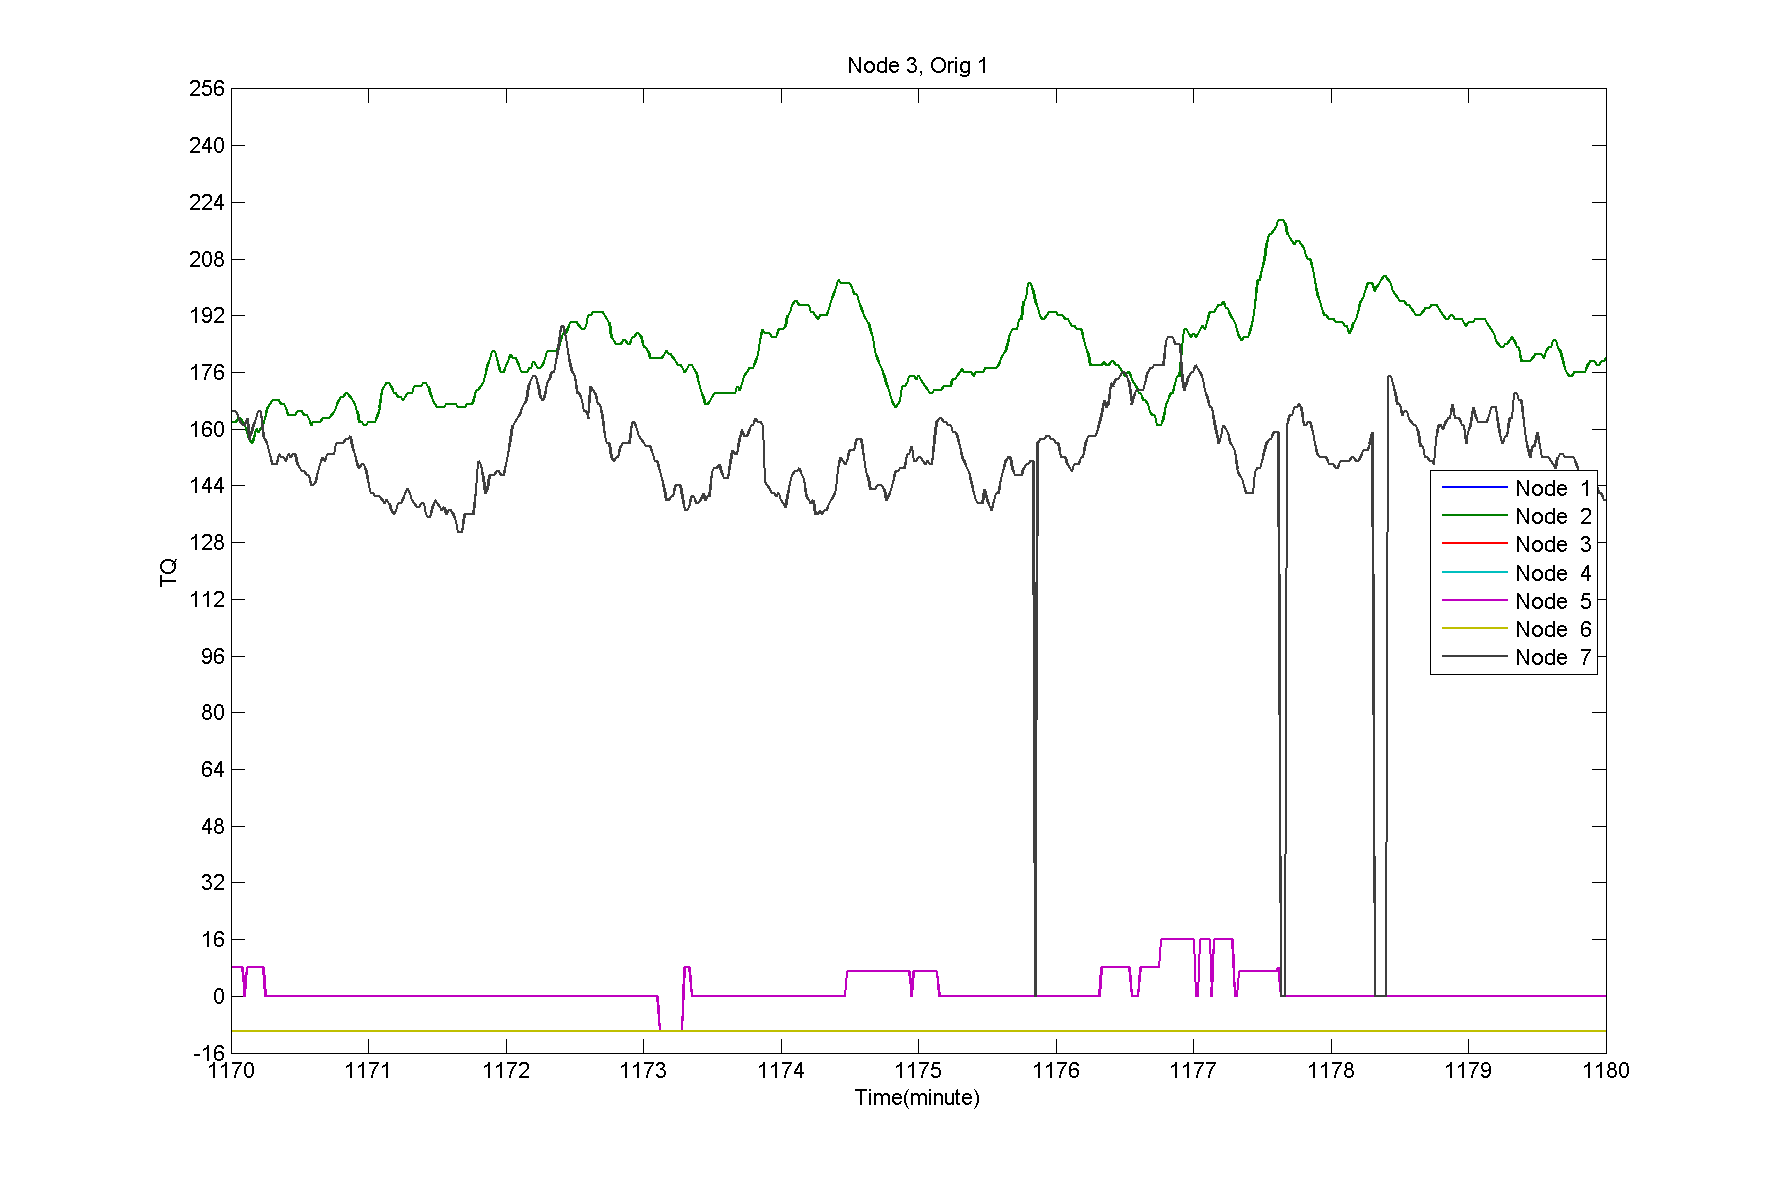 Node 3, Orig 1
256
240
224
208
192
176
160
144
128
112
96
80
64
48
32
16
0
-16
TQ
Node 1
Node 2
Node 3
Node 4
Node 5
Node 6
Node 7
1170 1171 1172 1173 1174 1175 1176 1177 1178 1179 1180
Time(minute)